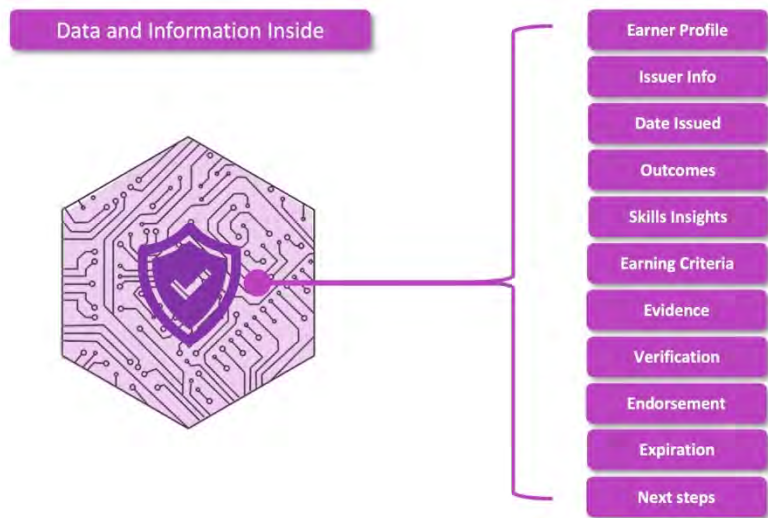 Data and Information Inside
Earner Profile
Issuer Info
Date Issued
Outcomes
Skills Insights
Earning Criteria
Evidence
Verification
Endorsement
Expiration
Next steps